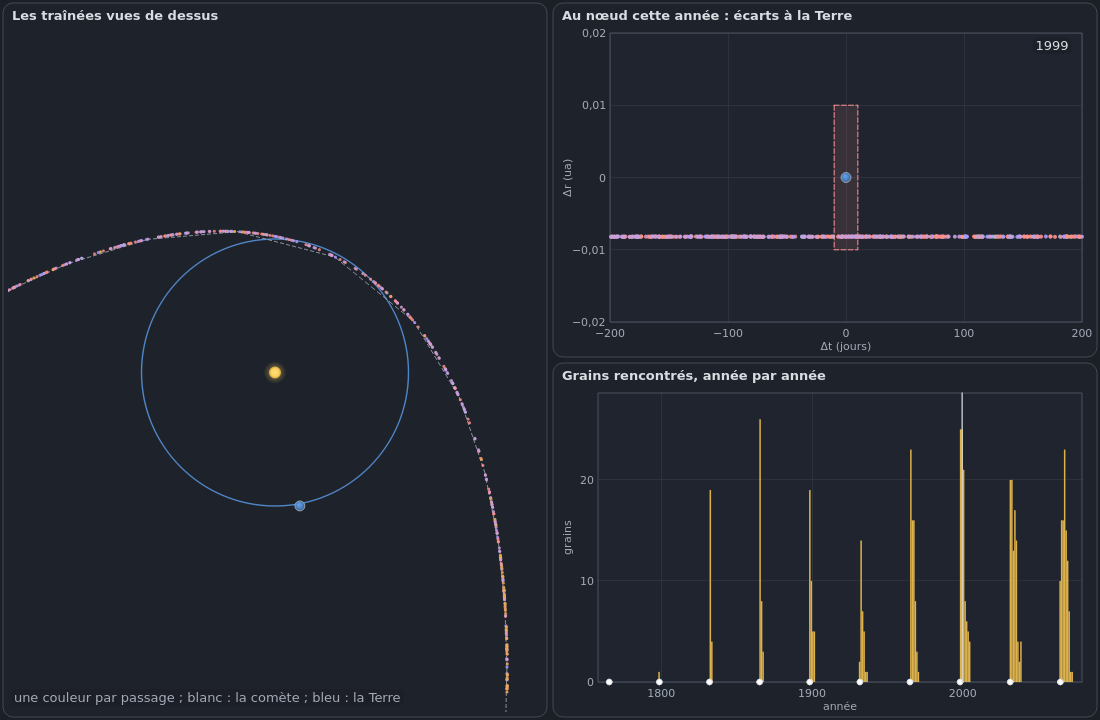 Les traînées vues de dessus
une couleur par passage ; blanc : la comète ; bleu : la Terre
Au nœud cette année : écarts à la Terre
1999
0,02
0,01
0
−0,01
−0,02
Δr (ua)
−200
−100
0
100
200
Δt (jours)
Grains rencontrés, année par année
20
10
0
grains
1800
1900
2000
année